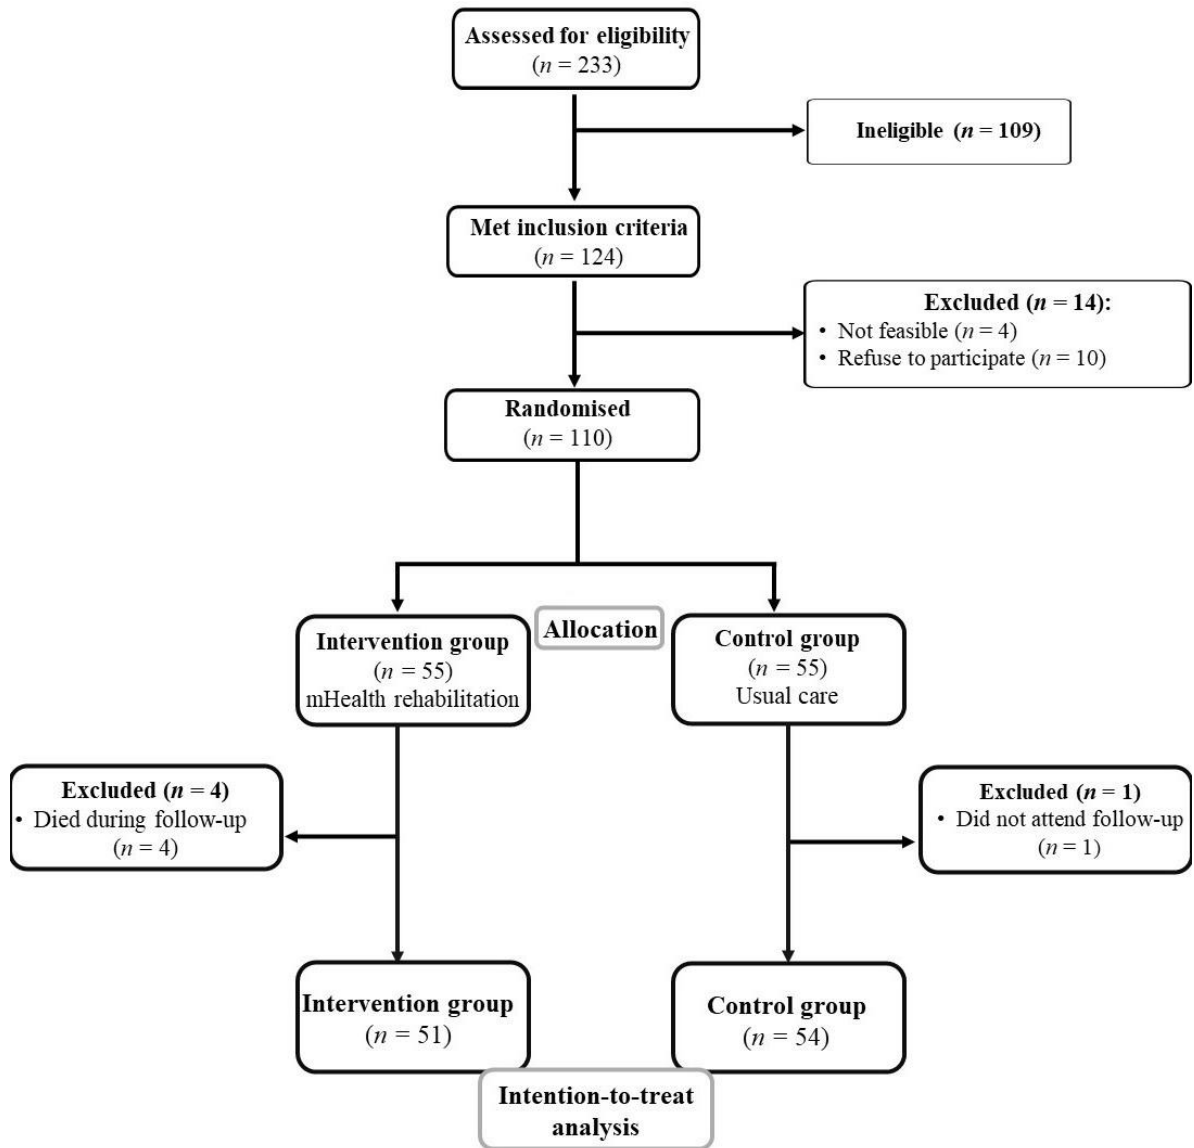 Assessed for eligibility
(n = 233)
Ineligible (n = 109)
Met inclusion criteria
(n = 124)
Excluded (n = 14):
• Not feasible (n = 4)
• Refuse to participate (n = 10)
Randomised
(n = 110)
Allocation
Intervention group
(n = 55)
mHealth rehabilitation
Control group
(n = 55)
Usual care
Excluded (n = 4)
• Died during follow-up
(n = 4)
Excluded (n = 1)
• Did not attend follow-up
(n = 1)
Intervention group
(n = 51)
Control group
(n = 54)
Intention-to-treat
analysis